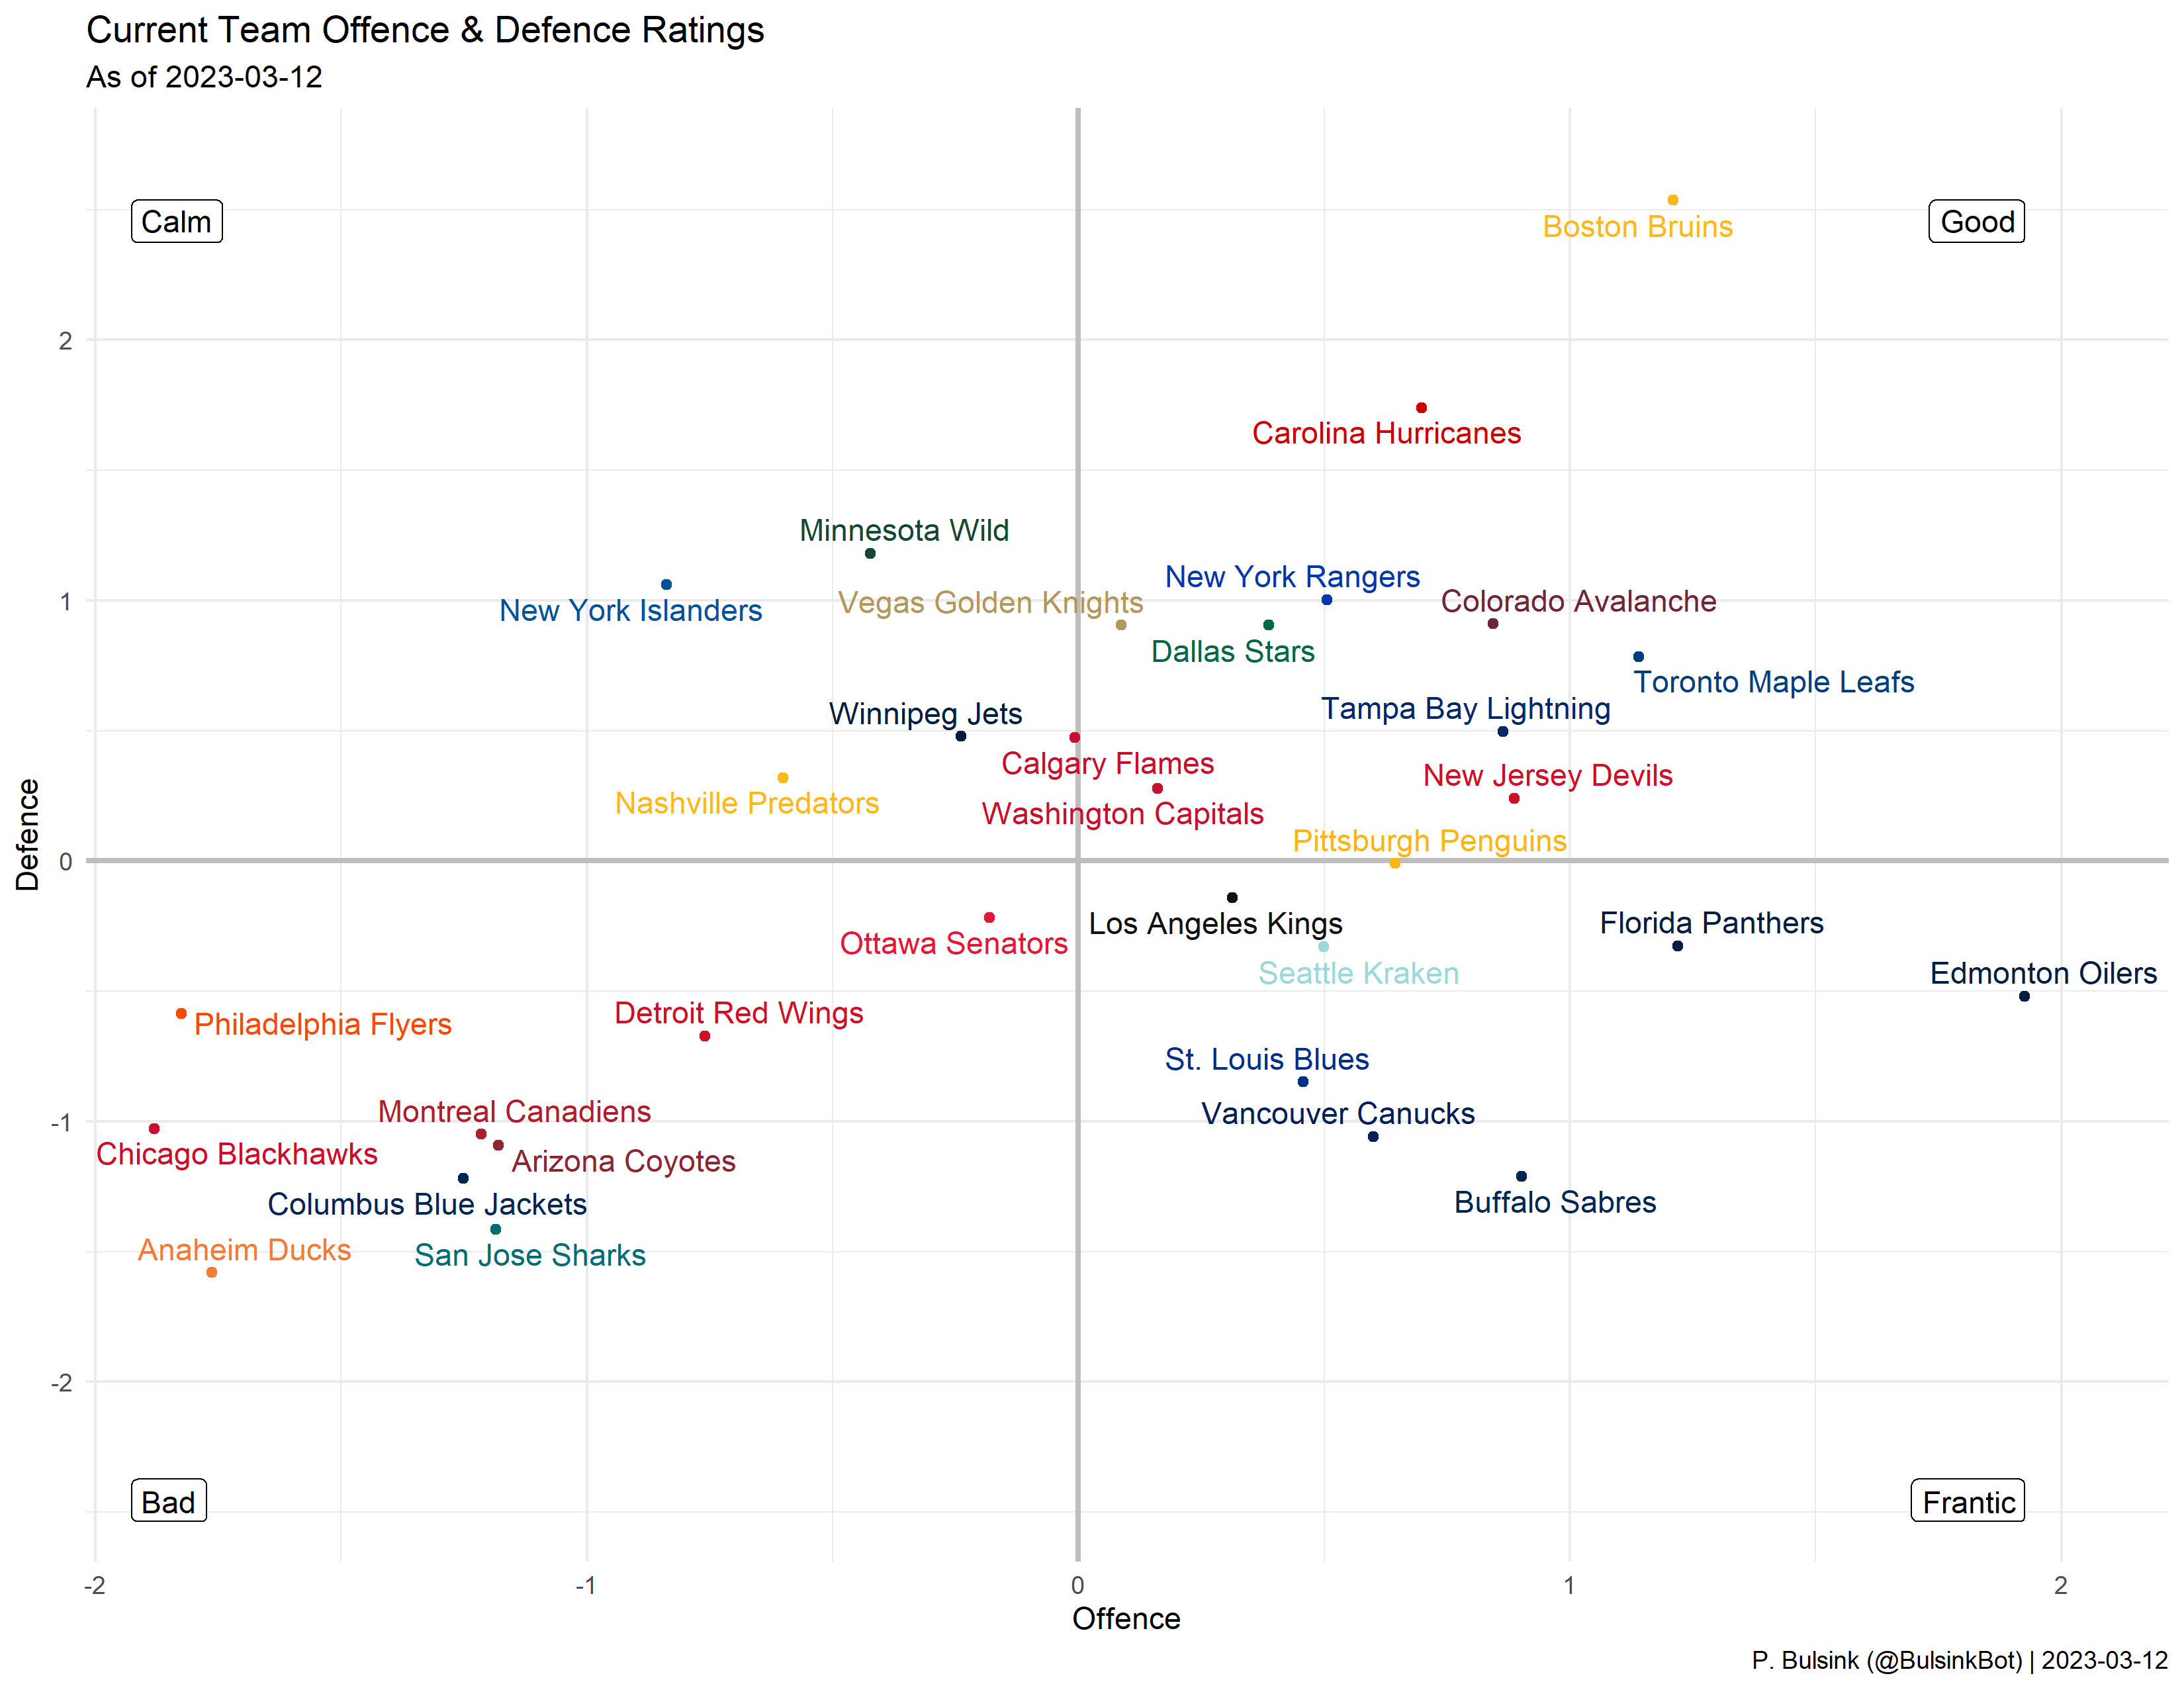 Current Team Offence & Defence Ratings
As of 2023-03-12
Calm
Good
Boston Bruins
Carolina Hurricanes
Minnesota Wild
New York Rangers
New York Islanders
Vegas Golden Knights
Colorado Avalanche
Dallas Stars
Toronto Maple Leafs
Winnipeg Jets
Tampa Bay Lightning
Calgary Flames
New Jersey Devils
Nashville Predators
Washington Capitals
Pittsburgh Penguins
Los Angeles Kings
Florida Panthers
Ottawa Senators
Seattle Kraken
Edmonton Oilers
Philadelphia Flyers
Detroit Red Wings
St. Louis Blues
Montreal Canadiens
Vancouver Canucks
Chicago Blackhawks
Arizona Coyotes
Columbus Blue Jackets
Buffalo Sabres
Anaheim Ducks
San Jose Sharks
Bad
Frantic
Defence
2
1
0
-1
-2
-2
-1
0
1
2
Offence
P. Bulsink (@BulsinkBot) | 2023-03-12